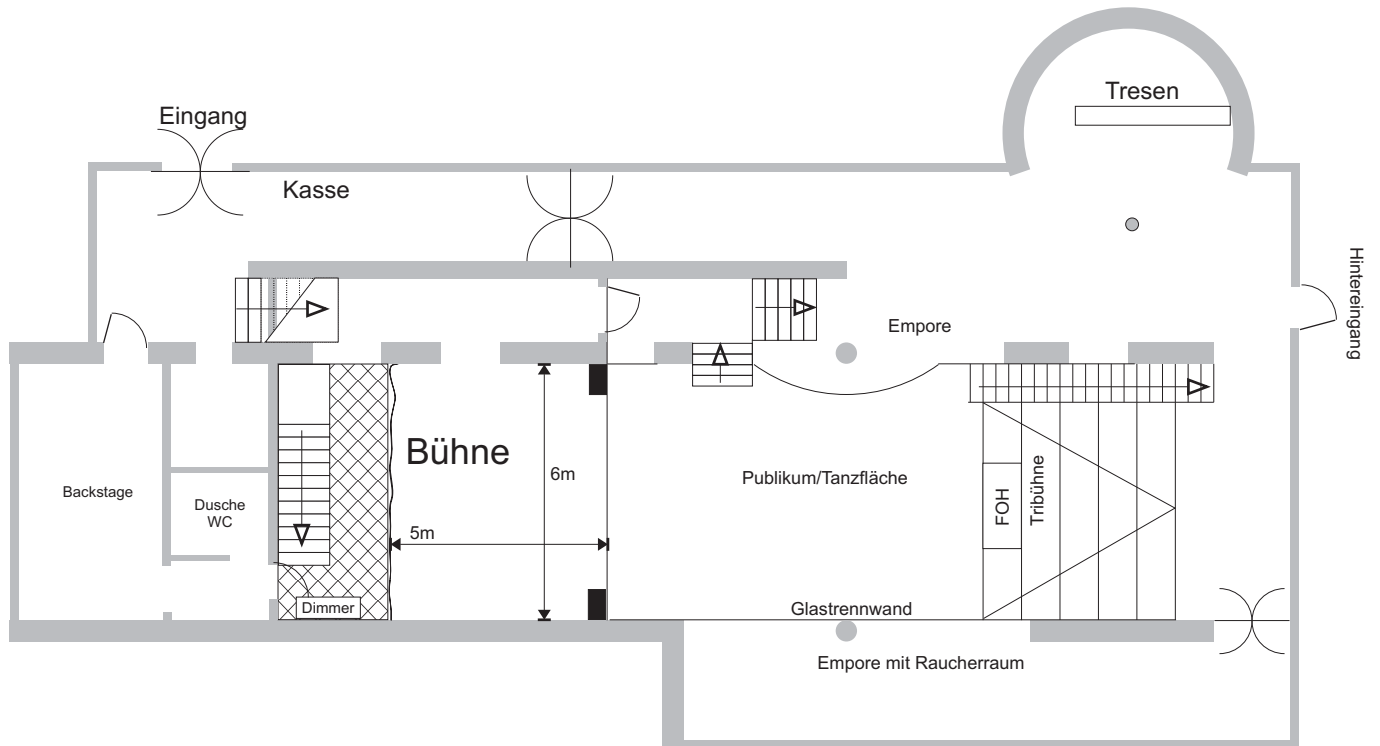 Tresen
Eingang
Kasse
Hintereingang
Empore
Bühne
6m
Publikum/Tanzfläche
Backstage
Dusche
WC
FOH
Tribühne
5m
Dimmer
Glastrennwand
Empore mit Raucherraum